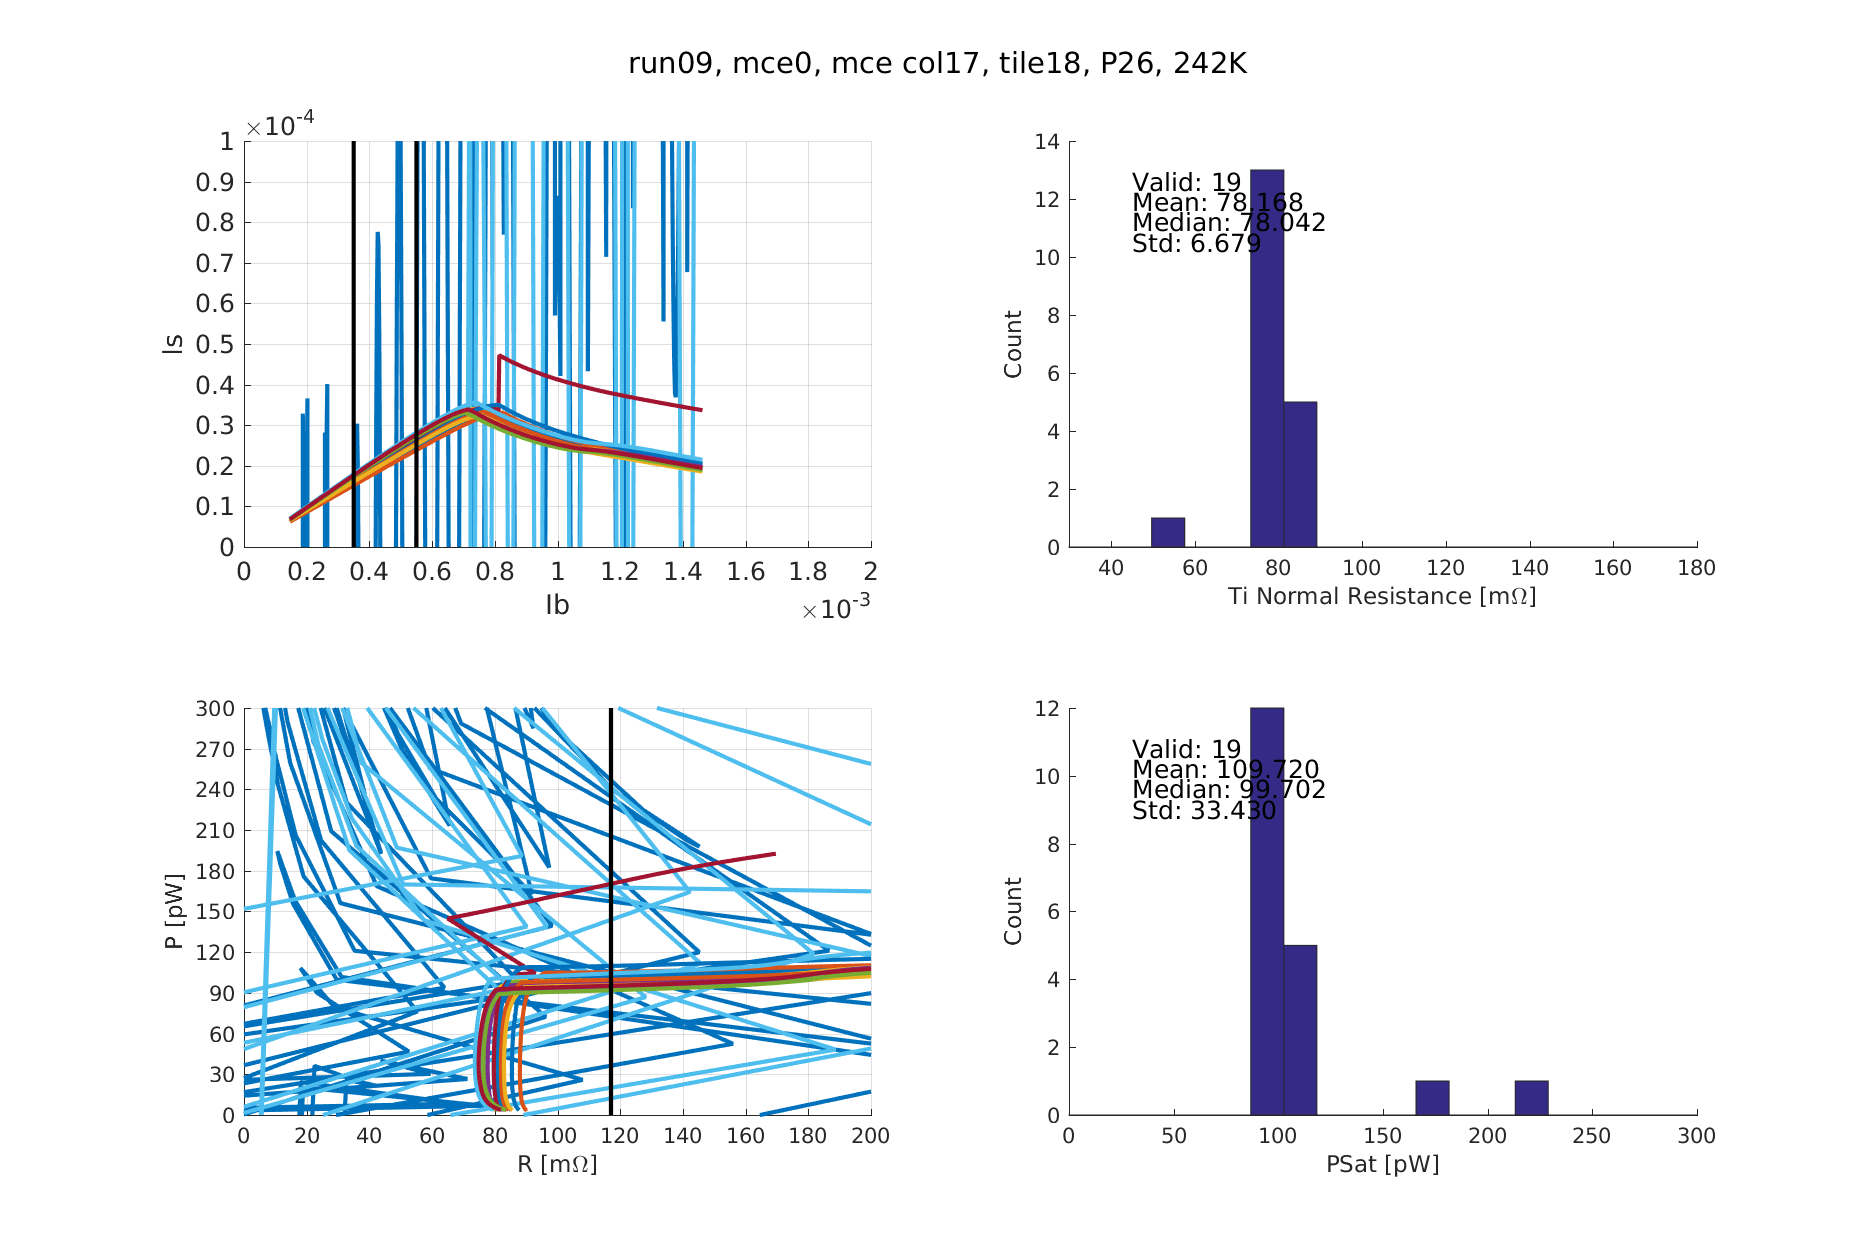 run09, mce0, mce col17, tile18, P26, 242K
×10-4
1
0.9
0.8
0.7
0.6
0.5
0.4
0.3
0.2
0.1
0
Is
0 0.2 0.4 0.6 0.8 1 1.2 1.4 1.6 1.8 2
Ib
×10-3
14
12
10
8
6
4
2
0
Count
Valid: 19
Mean: 78.168
Median: 78.042
Std: 6.679
40 60 80 100 120 140 160 180
Ti Normal Resistance [mΩ]
300
270
240
210
180
150
120
90
60
30
0
P [pW]
0 20 40 60 80 100 120 140 160 180 200
R [mΩ]
12
10
8
6
4
2
0
Count
Valid: 19
Mean: 109.720
Median: 99.702
Std: 33.430
0 50 100 150 200 250 300
PSat [pW]